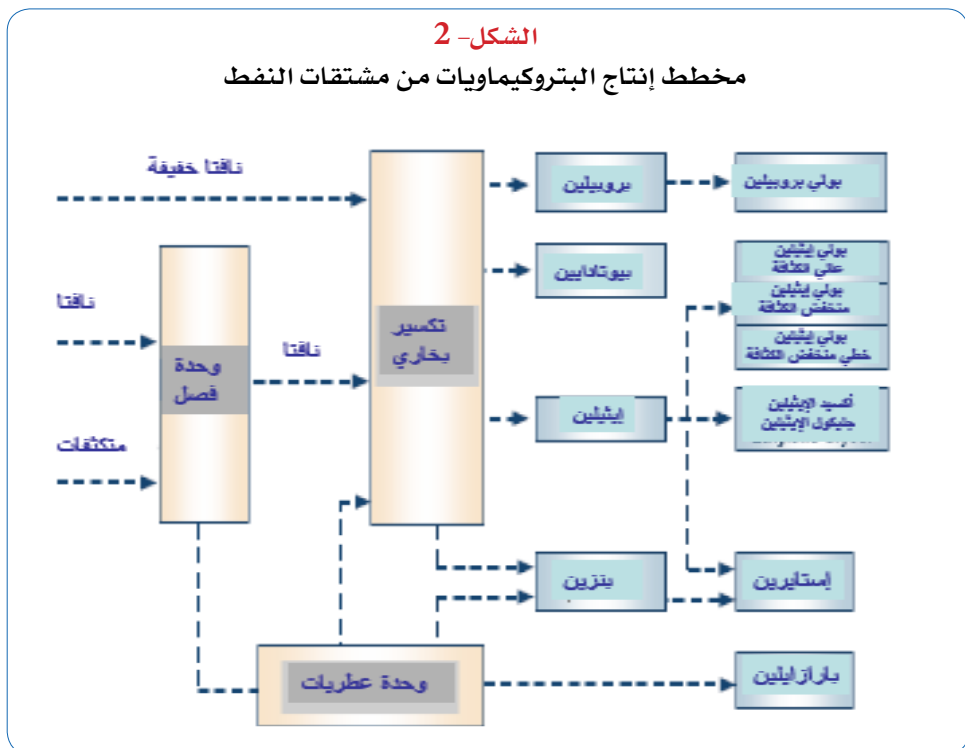 الشكل- 2
مخطط إنتاج البتروكيماويات من مشتقات النفط
نافتا خفيفة
بروبيلين
بولي بروبيلين
بيوتادايين
بولي إيثيلين
عالي الكثافة
بولي إيثيلين
منخفض الكثافة
بولي إيثيلين
خطي منخفض الكثافة
نافتا
تكسير
بخاري
نافتا
وحدة
فصل
إيثيلين
أكسيد الإيثيلين
جليكول الإيثيلين
متكثفات
بنزين
إستايرين
وحدة عطريات
بارازايلين